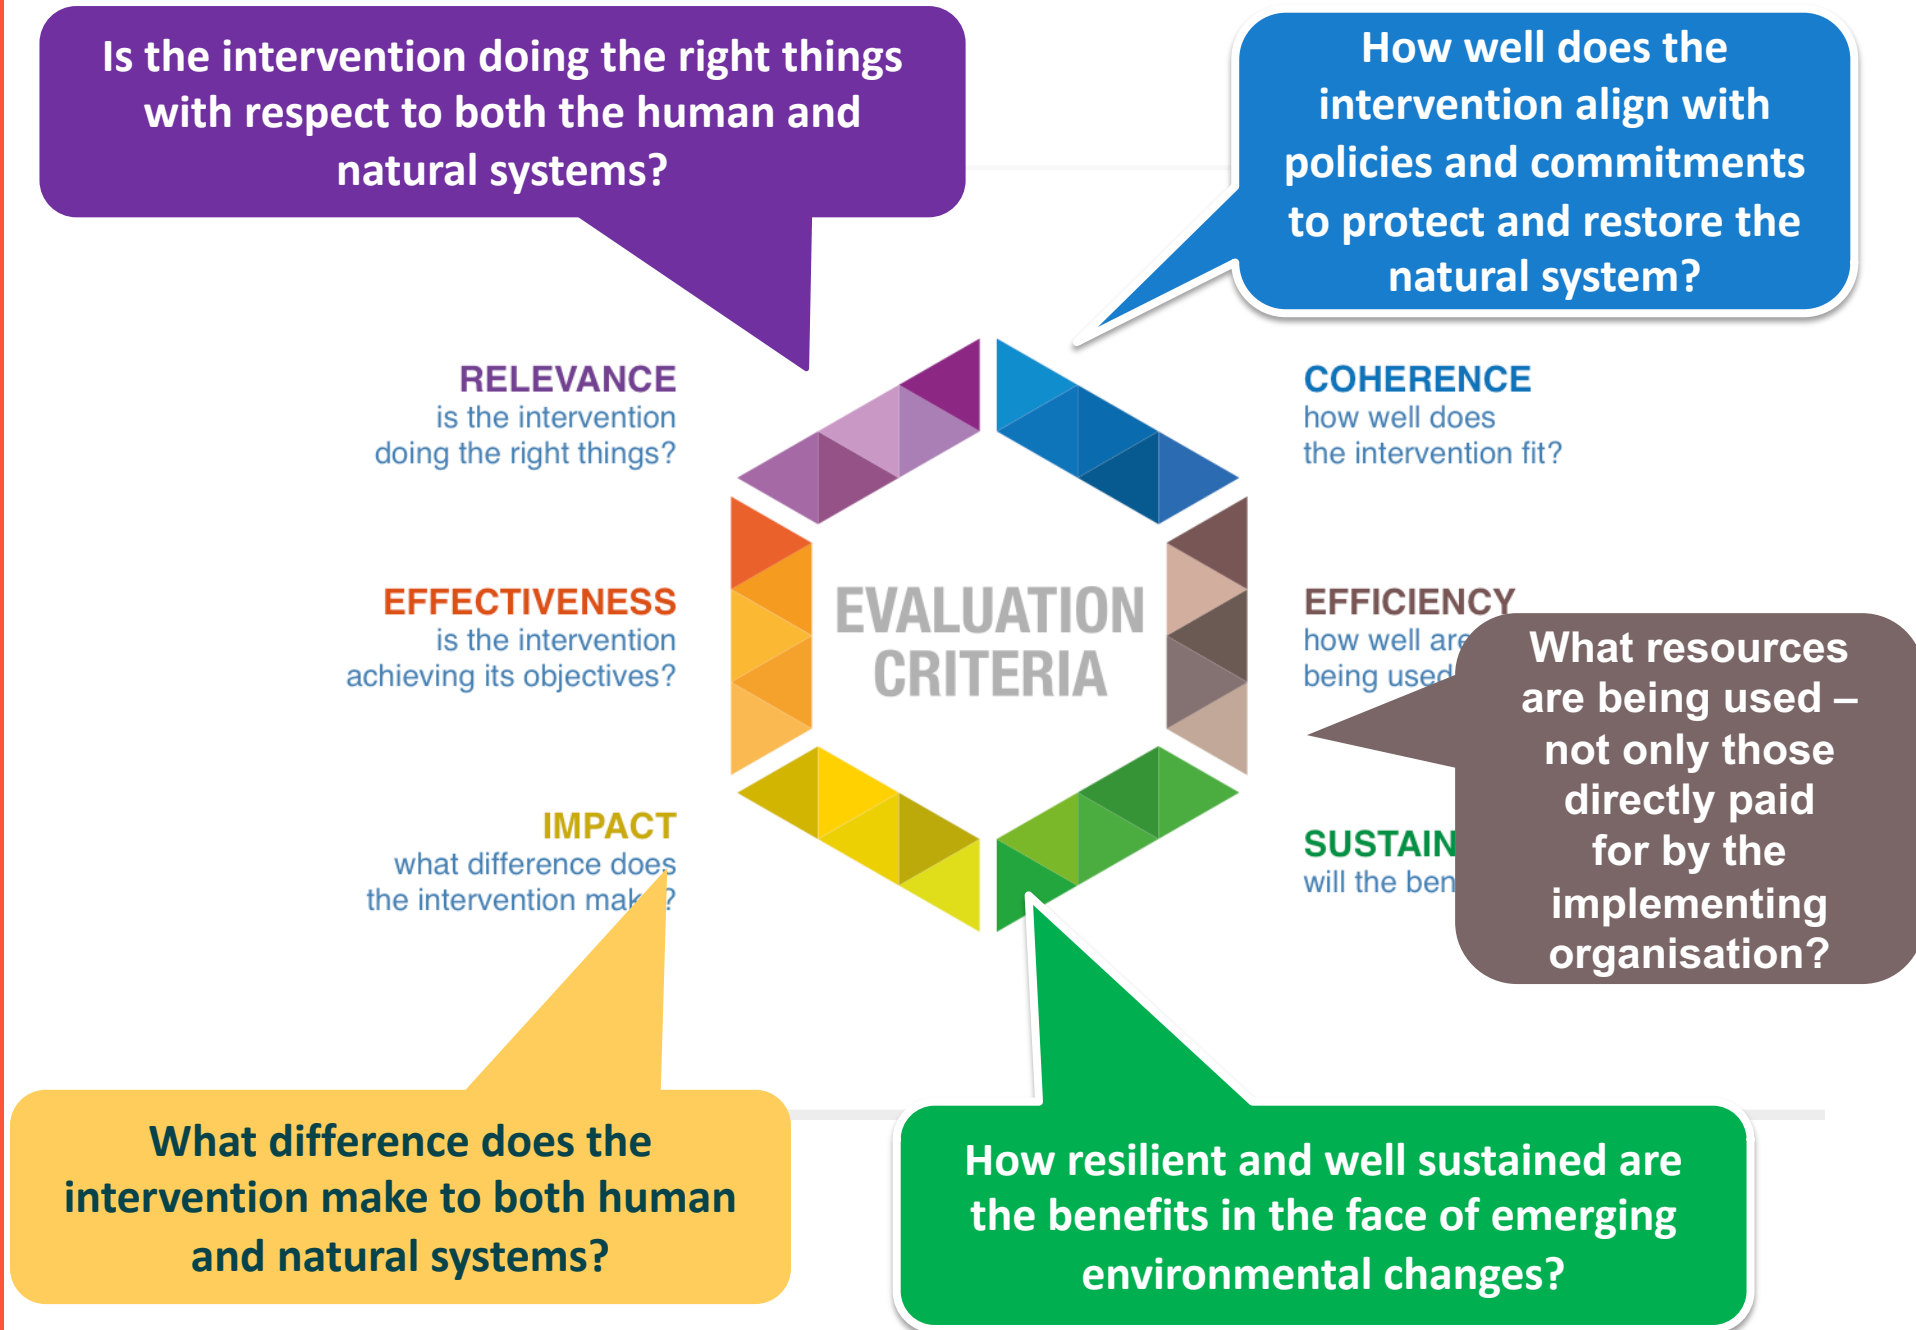 Is the intervention doing the right things
with respect to both the human and
natural systems?
How well does the
intervention align with
policies and commitments
to protect and restore the
natural system?
RELEVANCE
is the intervention
doing the right things?
COHERENCE
how well does
the intervention fit?
EFFECTIVENESS
is the intervention
achieving its objectives?
EVALUATION
CRITERIA
EFFICIENCY
how well are
being used
What resources
are being used –
not only those
directly paid
for by the
implementing
organisation?
IMPACT
what difference does
the intervention make?
SUSTAIN
will the ben
What difference does the
intervention make to both human
and natural systems?
How resilient and well sustained are
the benefits in the face of emerging
environmental changes?